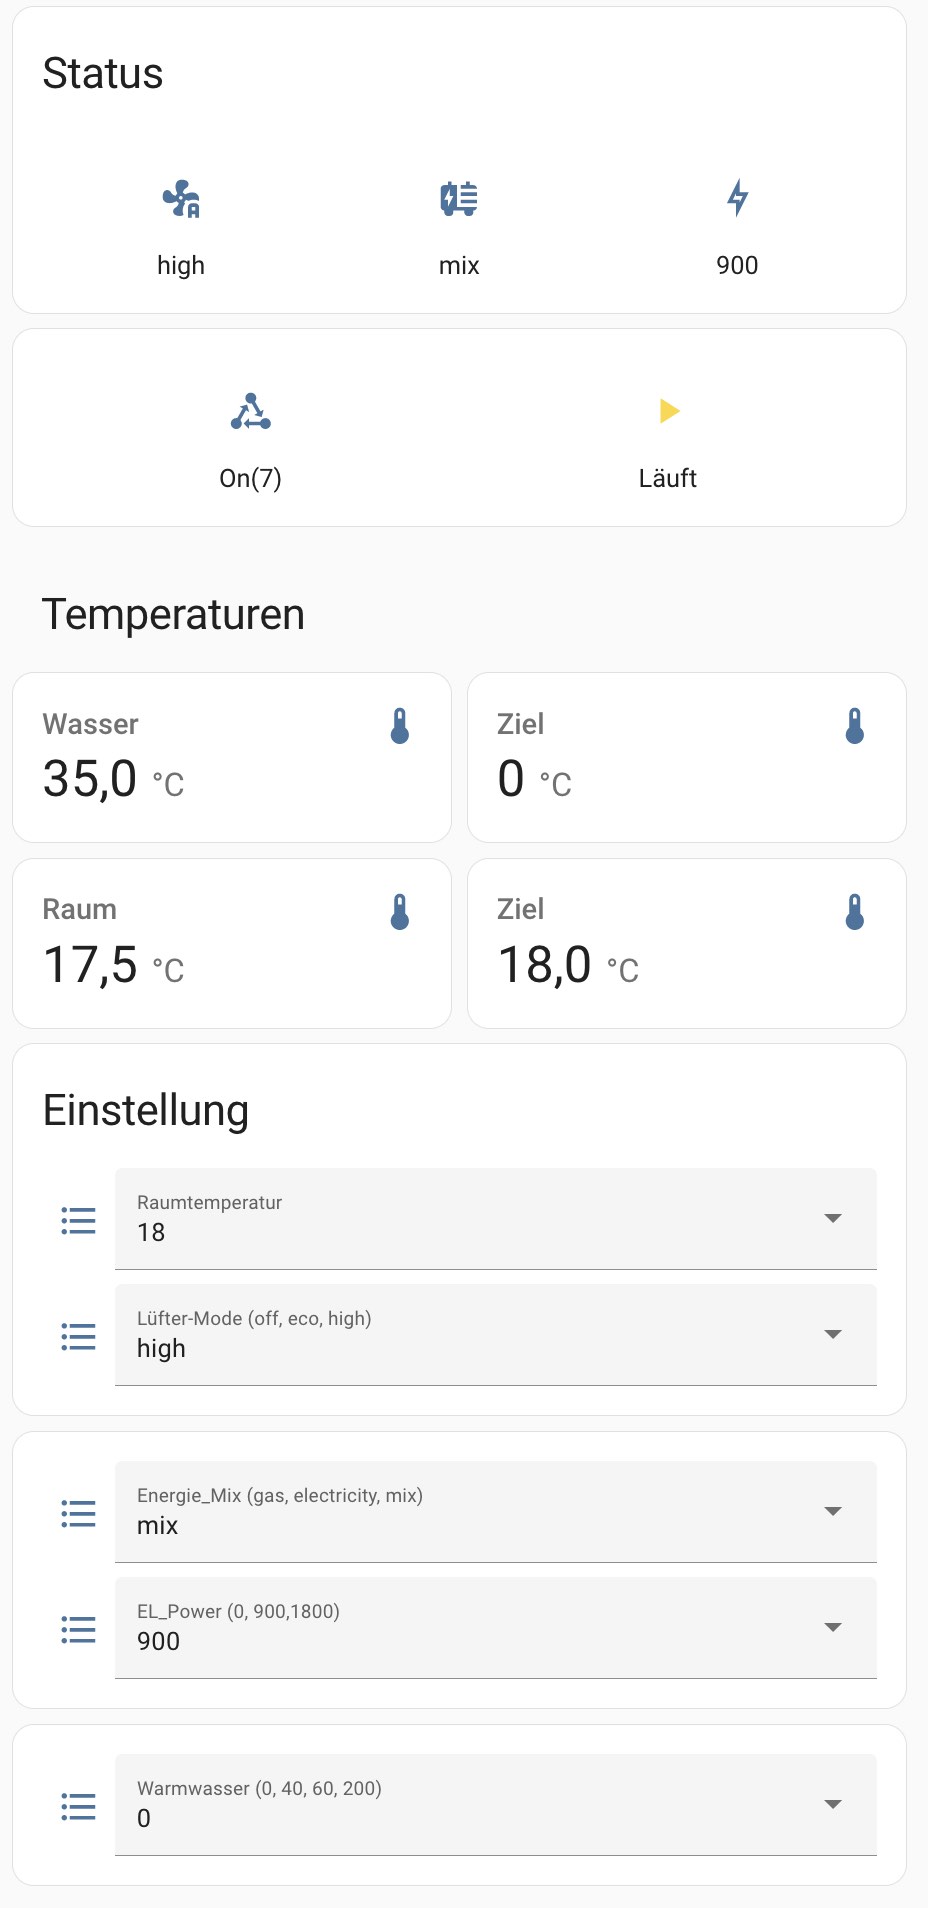 Status
high
mix
900
On(7)
Läuft
Temperaturen
Wasser
35,0 °C
Ziel
0 °C
Raum
17,5 °C
Ziel
18,0 °C
Einstellung
Raumtemperatur
18
Lüfter-Mode (off, eco, high)
high
Energie_Mix (gas, electricity, mix)
mix
EL_Power (0, 900,1800)
900
Warmwasser (0, 40, 60, 200)
0